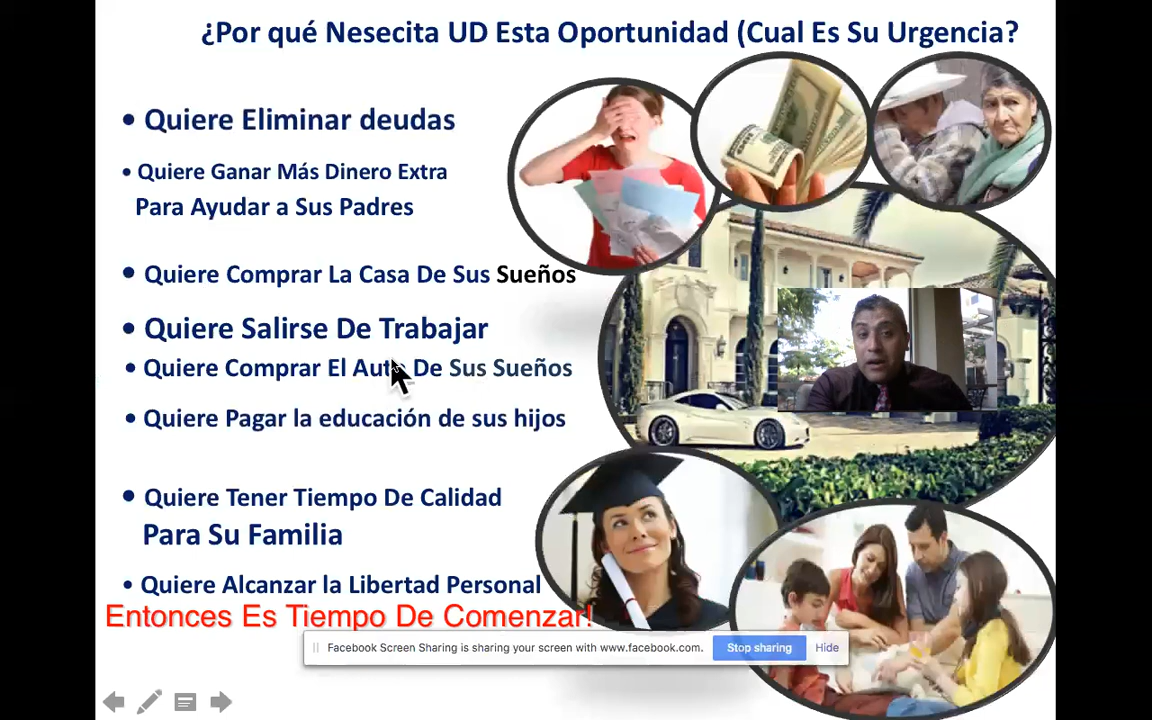 ¿Por qué Nesecita UD Esta Oportunidad (Cual Es Su Urgencia?
• Quiere Eliminar deudas
• Quiere Ganar Más Dinero Extra
Para Ayudar a Sus Padres
• Quiere Comprar La Casa De Sus Sueños
• Quiere Salirse De Trabajar
• Quiere Comprar El Auto De Sus Sueños
• Quiere Pagar la educación de sus hijos
• Quiere Tener Tiempo De Calidad
Para Su Familia
• Quiere Alcanzar la Libertad Personal
Entonces Es Tiempo De Comenzar!
Facebook Screen Sharing is sharing your screen with www.facebook.com. Stop sharing Hide